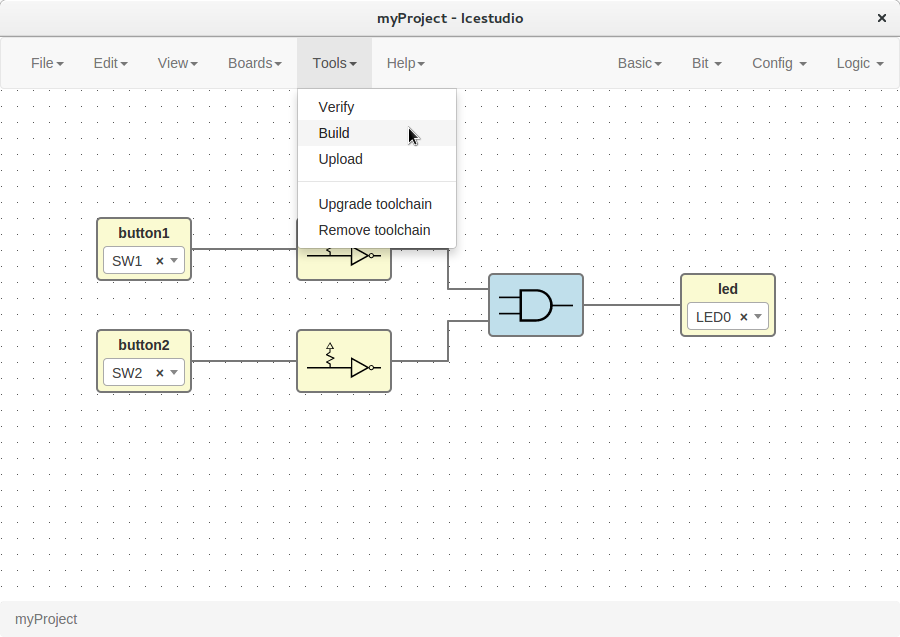 myProject - Icestudio
File Edit View Boards Tools Help Basic Bit Config Logic
Verify
Build
Upload
Upgrade toolchain
Remove toolchain
button1
SW1
button2
SW2
led
LED0
myProject